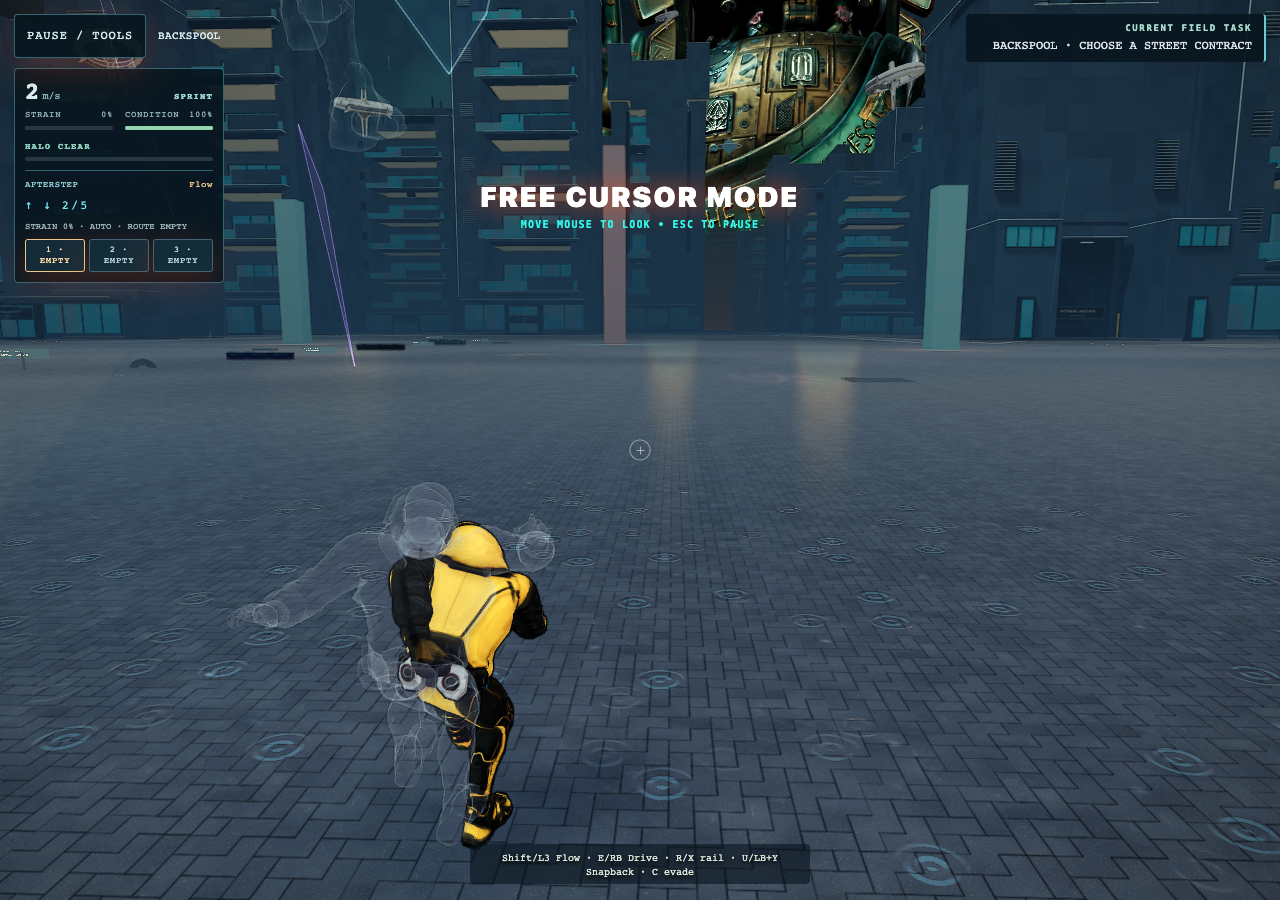 PAUSE / TOOLS
BACKSPOOL
CURRENT FIELD TASK
BACKSPOOL · CHOOSE A STREET CONTRACT
2 m/s
SPRINT
STRAIN 0%
CONDITION 100%
HALO CLEAR
AFTERSTEP
Flow
↑ ↓ 2/5
STRAIN 0% · AUTO · ROUTE EMPTY
1 · EMPTY
2 · EMPTY
3 · EMPTY
FREE CURSOR MODE
MOVE MOUSE TO LOOK • ESC TO PAUSE
Shift/L3 Flow · E/RB Drive · R/X rail · U/LB+Y
Snapback · C evade